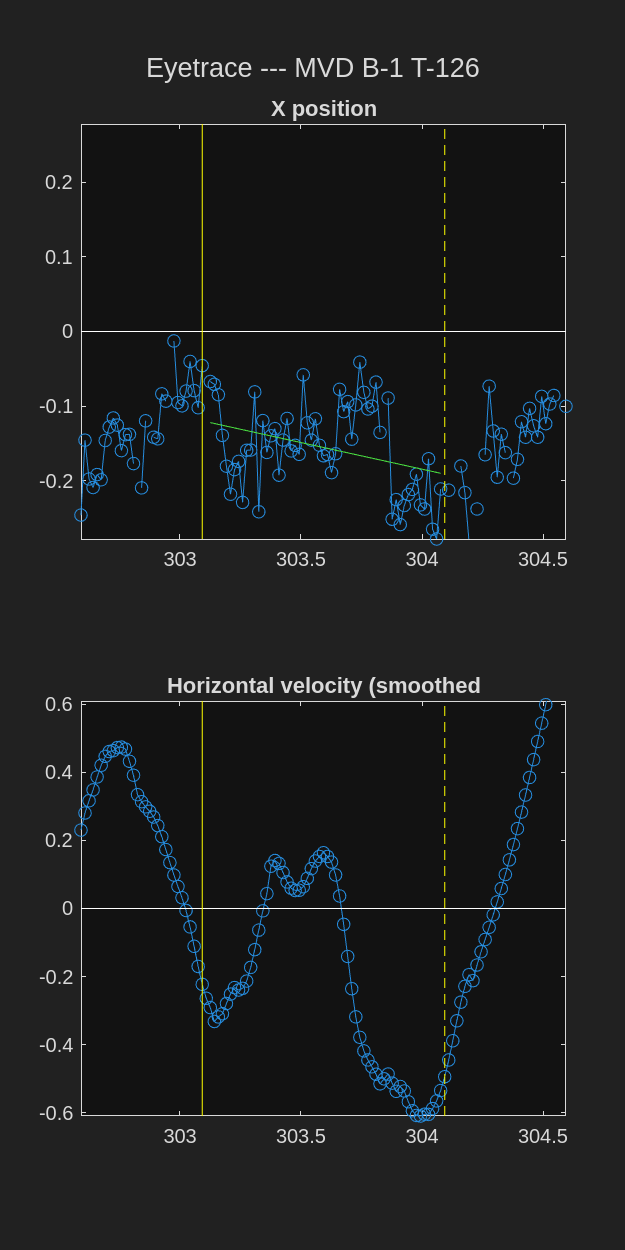 Eyetrace --- MVD B-1 T-126
X position
0.2
0.1
0
-0.1
-0.2
303 303.5 304 304.5
Horizontal velocity (smoothed
0.6
0.4
0.2
0
-0.2
-0.4
-0.6
303 303.5 304 304.5